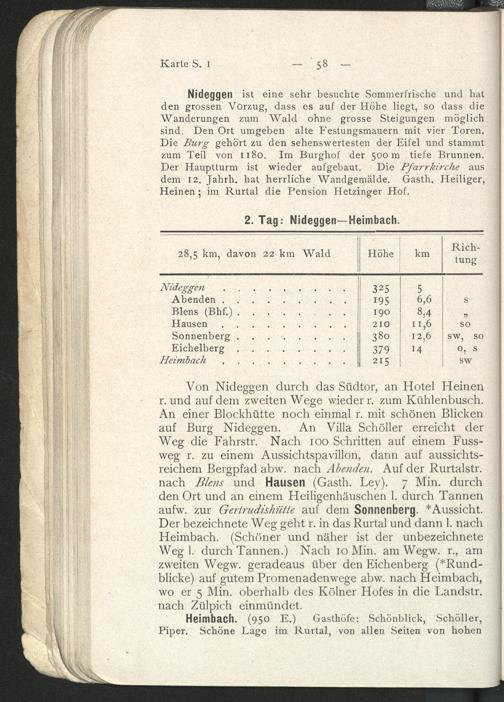 Karte S. 1 — 58 —
Nideggen ist eine sehr besuchte Sommerfrische und hat
den grossen Vorzug, dass es auf der Höhe liegt, so dass die
Wanderungen zum Wald ohne grosse Steigungen möglich
sind. Den Ort umgeben alte Festungsmauern mit vier Toren.
Die Burg gehört zu den sehenswertesten der Eifel und stammt
zum Teil von 1180. Im Burghof der 500 m tiefe Brunnen.
Der Hauptturm ist wieder aufgebaut. Die Pfarrkirche aus
dem 12. Jahrh. hat herrliche Wandgemälde. Gasth. Heiliger,
Heinen; im Rurtal die Pension Hetzinger Hof.
2. Tag: Nideggen—Heimbach.
28,5 km, davon 22 km Wald Höhe km Rich-
tung
Nideggen . . . . . . . . . 325 5
Abenden . . . . . . . . . 195 6,6 s
Blens (Bhf.) . . . . . . . . 190 8,4 „
Hausen . . . . . . . . . 210 11,6 so
Sonnenberg . . . . . . . . 380 12,6 sw, so
Eichelberg . . . . . . . . 379 14 o, s
Heimbach . . . . . . . . . 215 sw
Von Nideggen durch das Südtor, an Hotel Heinen
r. und auf dem zweiten Wege wieder r. zum Kühlenbusch.
An einer Blockhütte noch einmal r. mit schönen Blicken
auf Burg Nideggen. An Villa Schöller erreicht der
Weg die Fahrstr. Nach 100 Schritten auf einem Fuss-
weg r. zu einem Aussichtspavillon, dann auf aussichts-
reichem Bergpfad abw. nach Abenden. Auf der Rurtalstr.
nach Blens und Hausen (Gasth. Ley). 7 Min. durch
den Ort und an einem Heiligenhäuschen l. durch Tannen
aufw. zur Gertrudishütte auf dem Sonnenberg. *Aussicht.
Der bezeichnete Weg geht r. in das Rurtal und dann l. nach
Heimbach. (Schöner und näher ist der unbezeichnete
Weg l. durch Tannen.) Nach 10 Min. am Wegw. r., am
zweiten Wegw. geradeaus über den Eichenberg (*Rund-
blicke) auf gutem Promenadenwege abw. nach Heimbach,
wo er 5 Min. oberhalb des Kölner Hofes in die Landstr.
nach Zülpich einmündet.
Heimbach. (950 E.) Gasthöfe: Schönblick, Schöller,
Piper. Schöne Lage im Rurtal, von allen Seiten von hohen